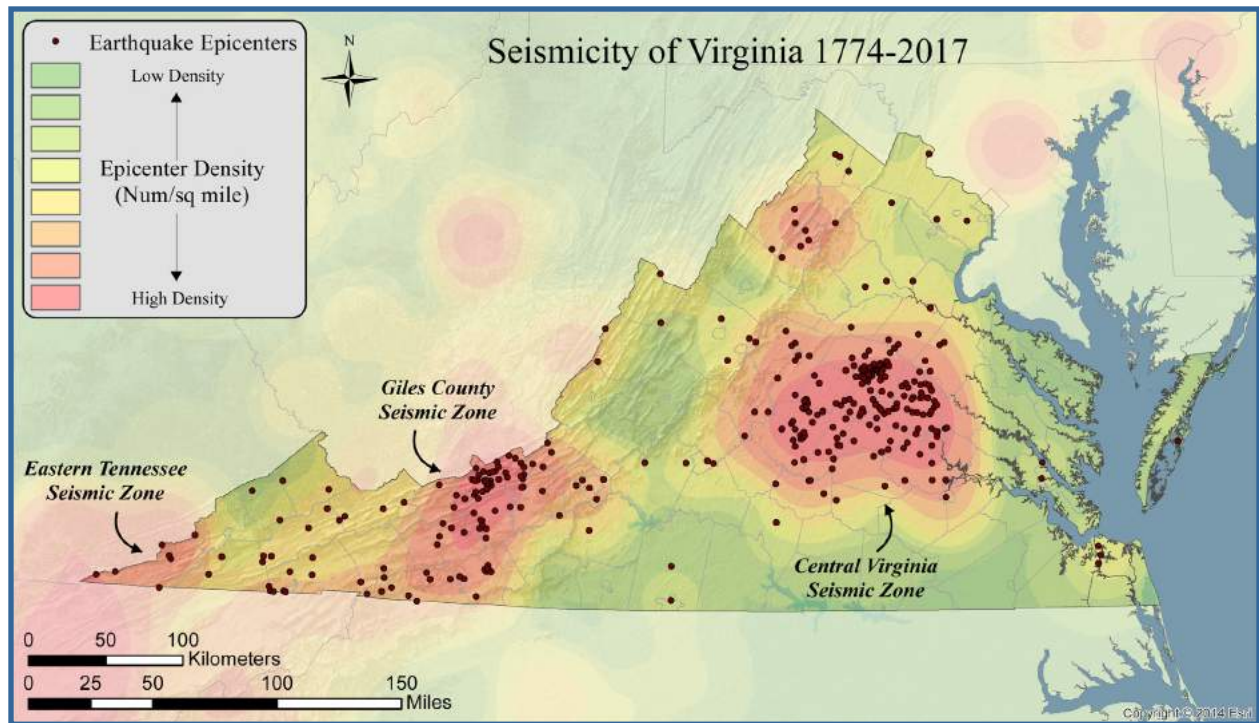 Seismicity of Virginia 1774-2017
Earthquake Epicenters
Low Density
Epicenter Density
(Num/sq mile)
High Density
N
Giles County
Seismic Zone
Eastern Tennessee
Seismic Zone
Central Virginia
Seismic Zone
0 50 100
Kilometers
0 25 50 100 150
Miles
Copyright:© 2014 Esri